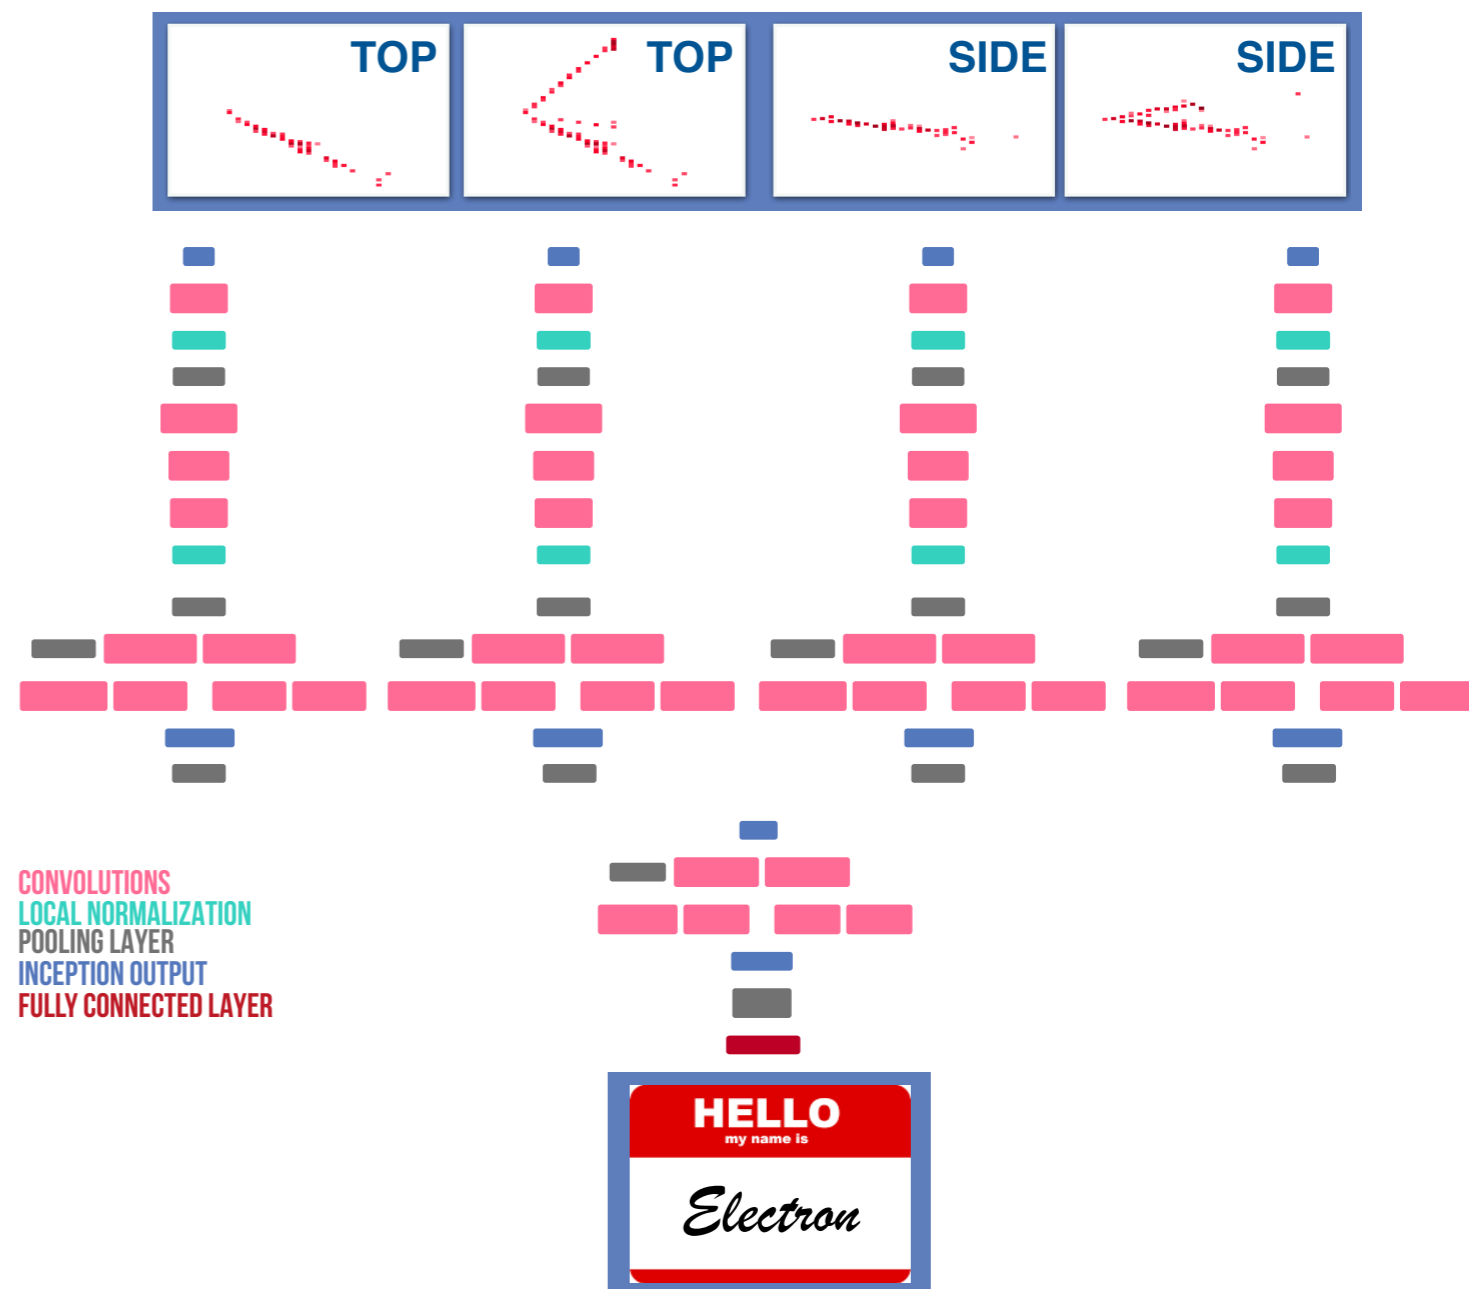 TOP
TOP
SIDE
SIDE
CONVOLUTIONS
LOCAL NORMALIZATION
POOLING LAYER
INCEPTION OUTPUT
FULLY CONNECTED LAYER
HELLO
my name is
Electron